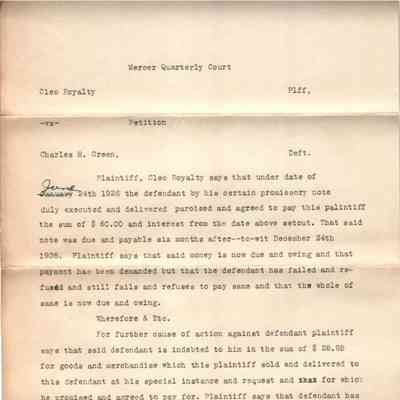 Mercer Quarterly Court
Cleo Royalty Plff,
-vs- Petition
Charles H. Green, Deft.
Plaintiff, Cleo Royalty says that under date of
June 24th 1926 the defendant by his certain promissory note
duly executed and delivered purcised and agreed to pay this palintiff
the sum of $ 60.00 and interest from the date above setout. That said
note was due and payable six months after--to-wit December 24th
1926. Plaintiff says that said money is now due and owing and that
payment has been demanded but that the defendant has failed and re-
fused and still fails and refuses to pay same and that the whole of
same is now due and owing.
Wherefore & Etc.
For further cause of action against defendant plaintiff
says that said defendant is indebted to him in the sum of $
for goods and merchandise which this plaintiff sold and delivered to
this defendant at his special instance and request and for which
he promised and agreed to pay for. Plaintiff says that defendant has